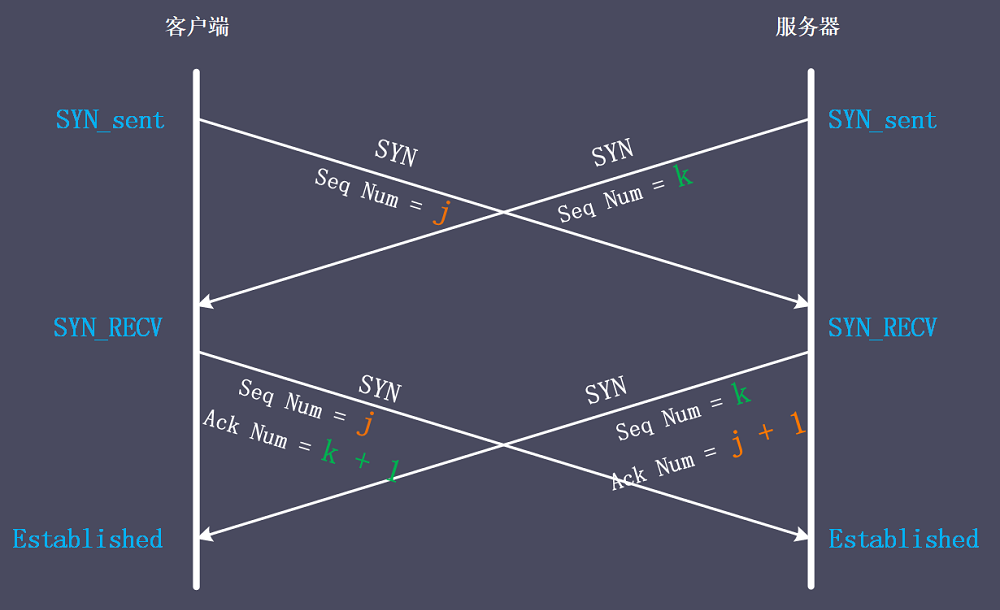 客户端
服务器
SYN_sent
SYN_sent
SYN
Seq Num = j
SYN
Seq Num = k
SYN_RECV
SYN_RECV
SYN
Seq Num = j
Ack Num = k + 1
SYN
Seq Num = k
Ack Num = j + 1
Established
Established